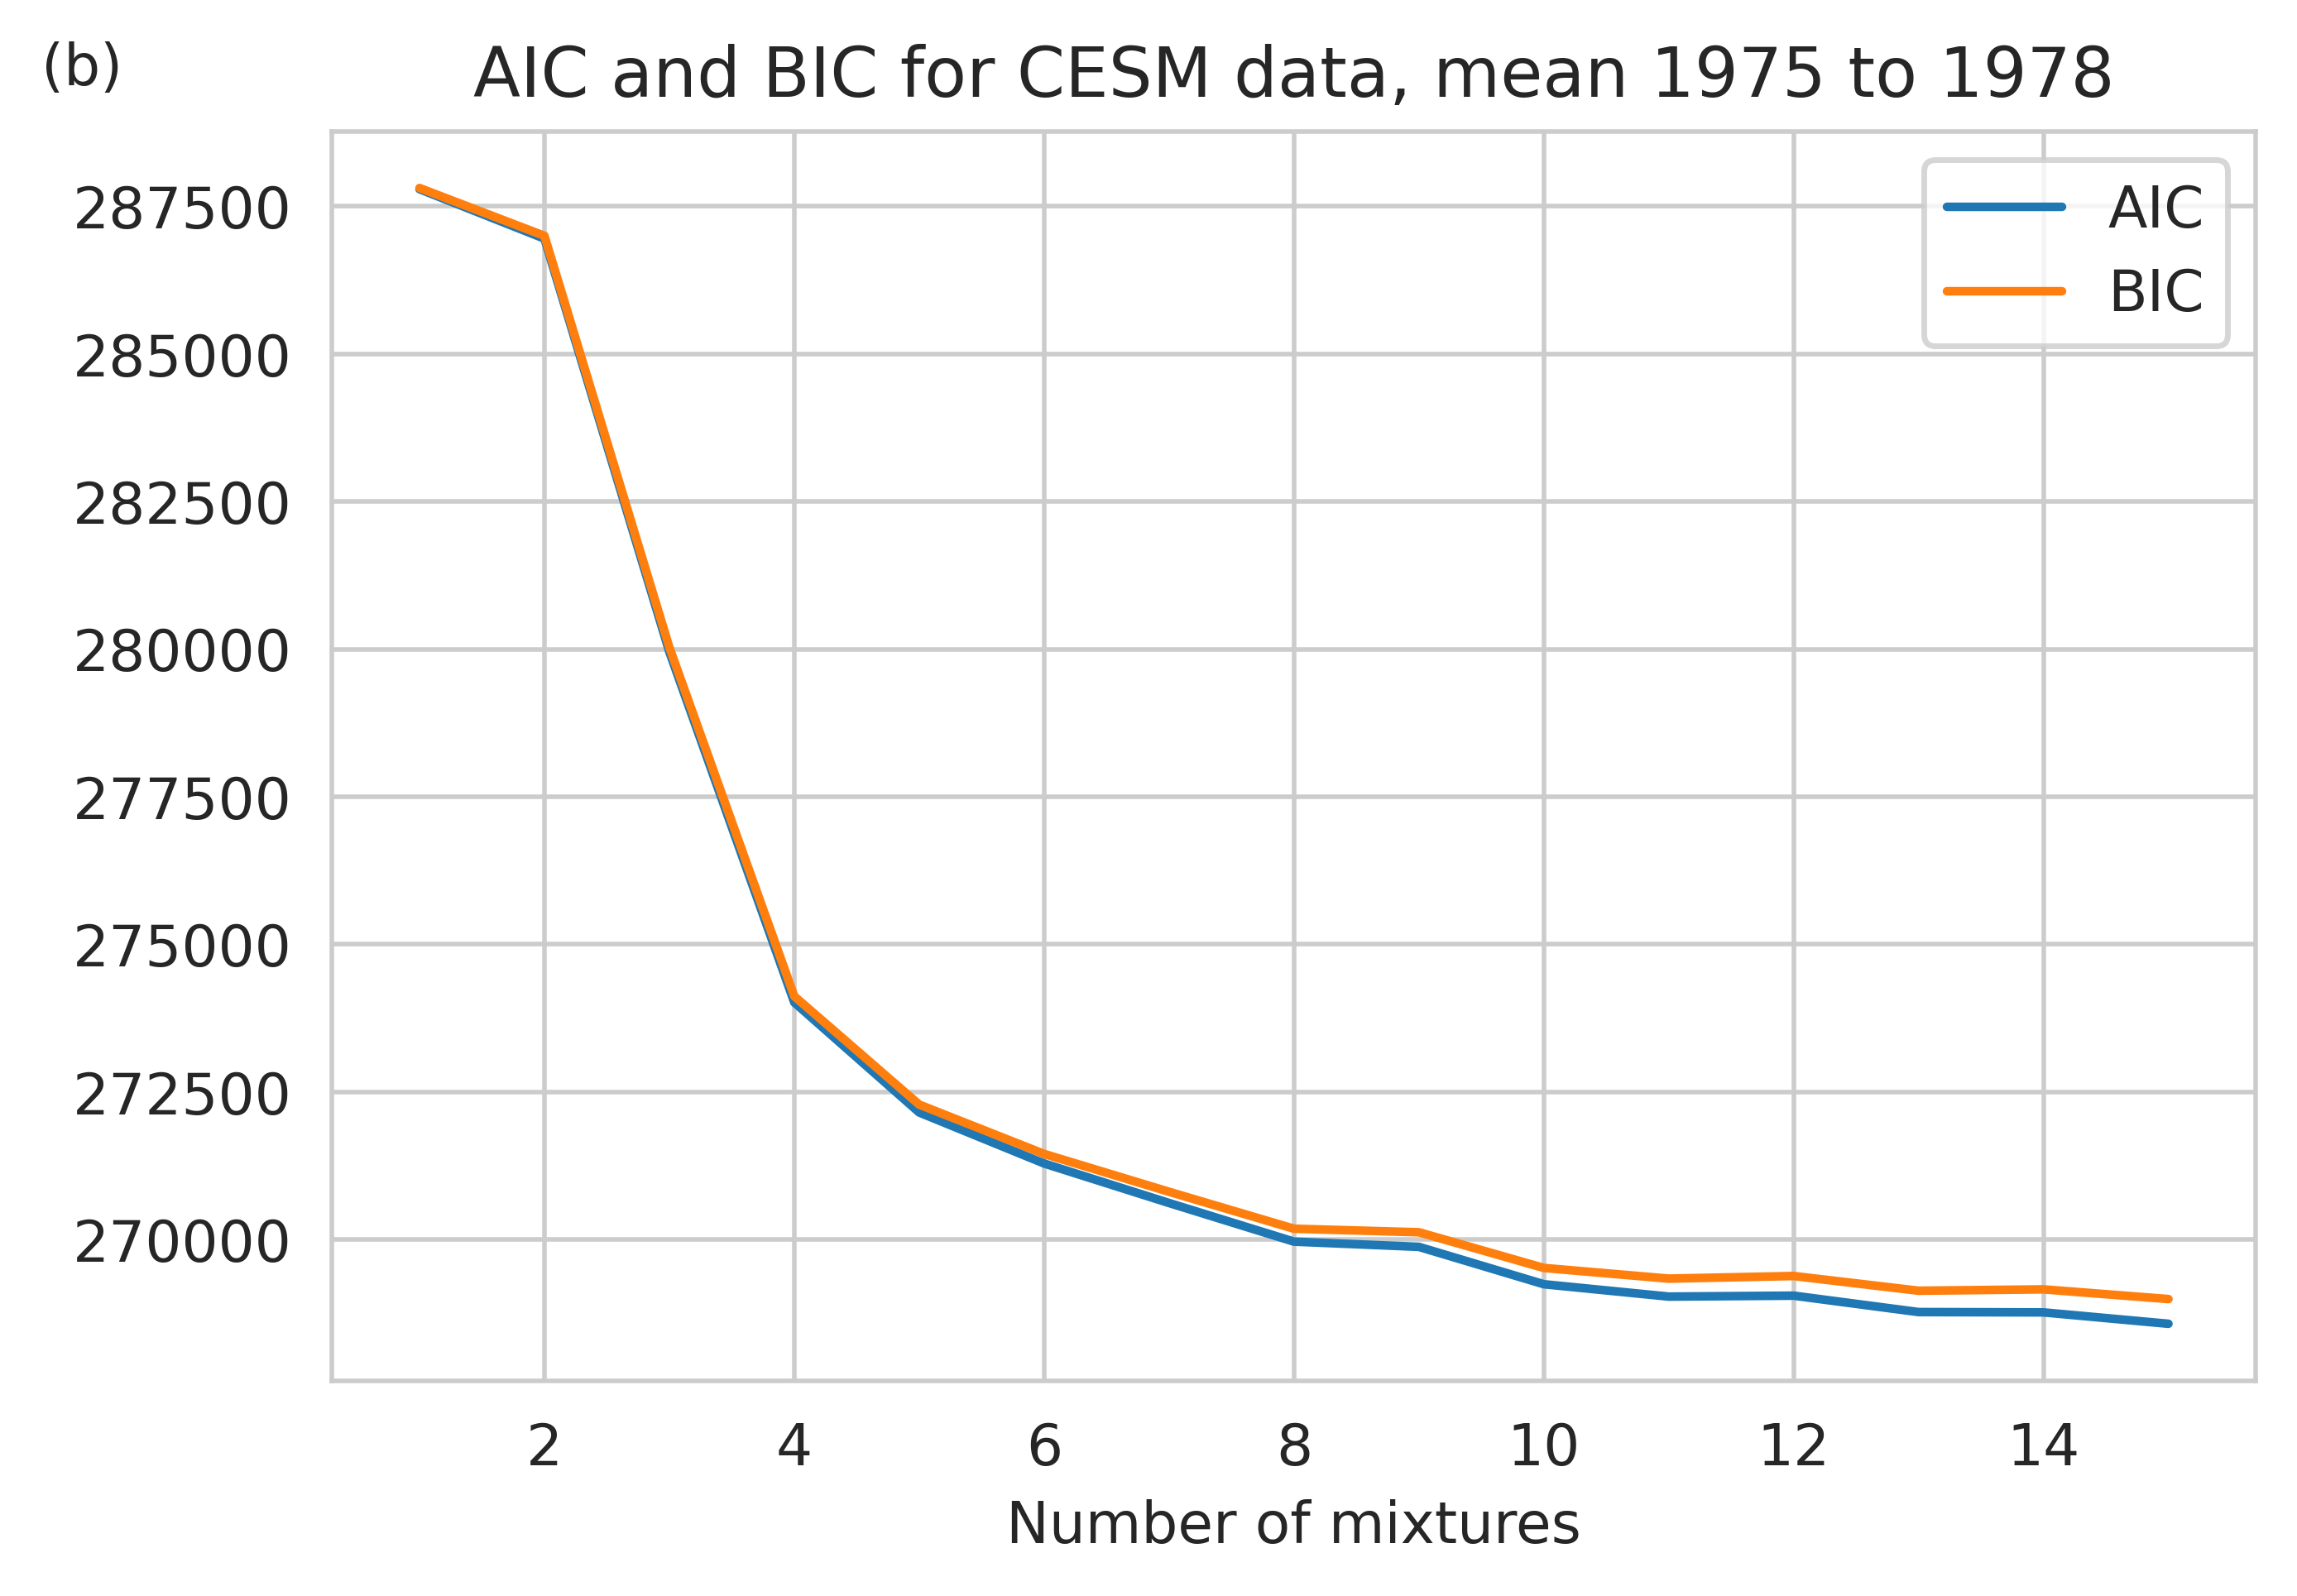 (b)
AIC and BIC for CESM data, mean 1975 to 1978
287500
285000
282500
280000
277500
275000
272500
270000
AIC
BIC
2 4 6 8 10 12 14
Number of mixtures